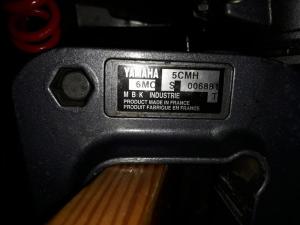 YAMAHA 5CMH
6MC S 006881
MBK INDUSTRIE T
PRODUCT MADE IN FRANCE
PRODUIT FABRIQUE EN FRANCE